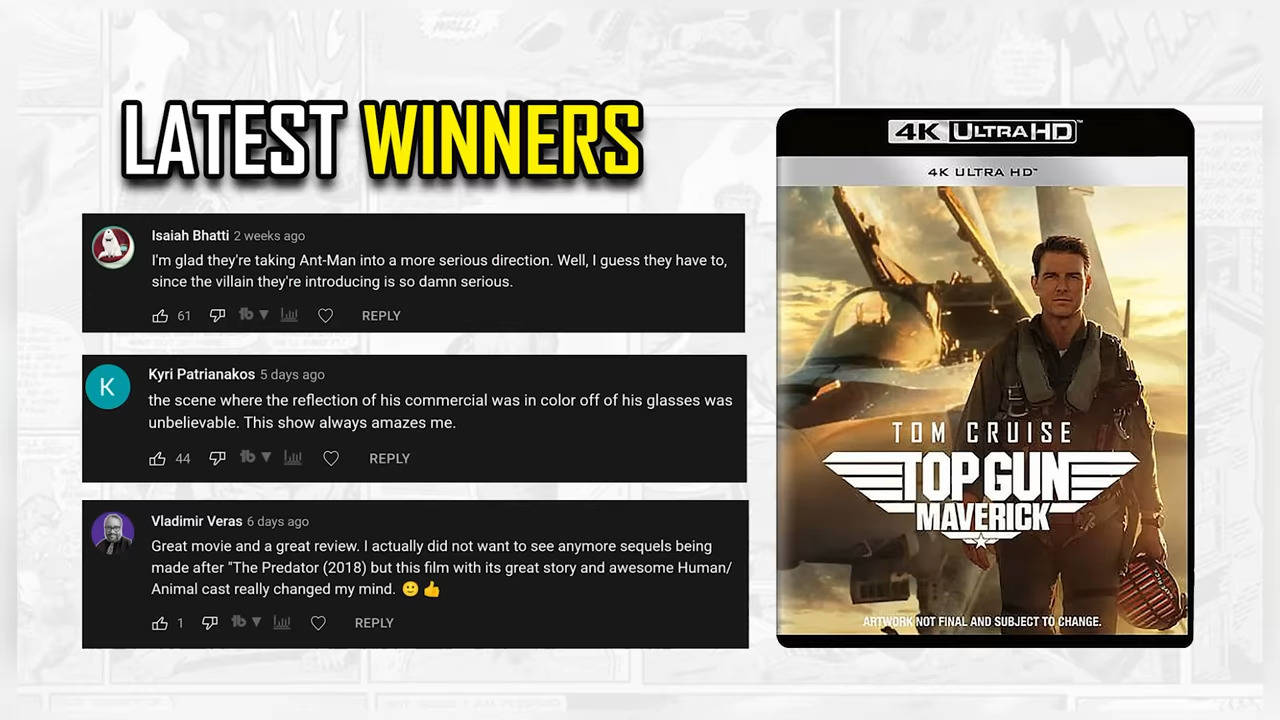 LATEST WINNERS
Isaiah Bhatti 2 weeks ago
I'm glad they're taking Ant-Man into a more serious direction. Well, I guess they have to,
since the villain they're introducing is so damn serious.
61 REPLY
K
Kyri Patrianakos 5 days ago
the scene where the reflection of his commercial was in color off of his glasses was
unbelievable. This show always amazes me.
44 REPLY
Vladimir Veras 6 days ago
Great movie and a great review. I actually did not want to see anymore sequels being
made after "The Predator (2018) but this film with its great story and awesome Human/
Animal cast really changed my mind. 🙂👍
1 REPLY
4K ULTRA HD™
4K ULTRA HD™
TOM CRUISE
TOP GUN
MAVERICK
ARTWORK NOT FINAL AND SUBJECT TO CHANGE.